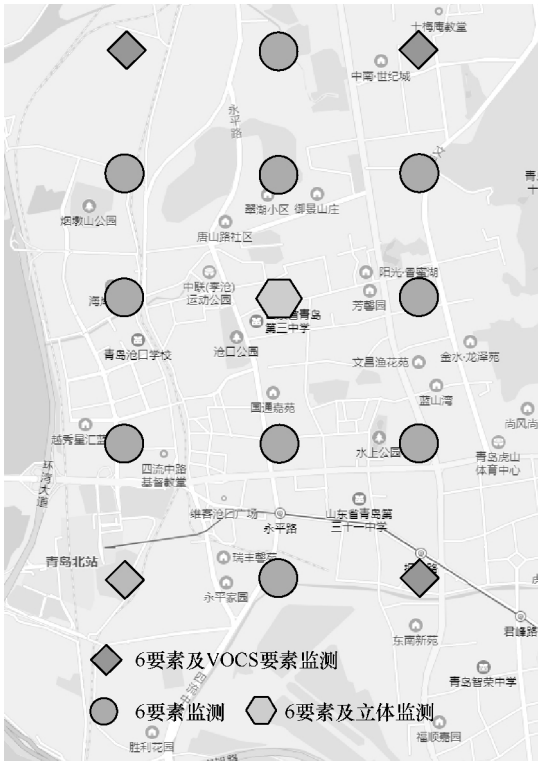 十梅庵教堂
中南·世纪城
永平路
烟墩山公园
翠湖小区
御景山庄
唐山路社区
中联(李沧)
运动公园
阳光·香蜜湖
芳馨园
第三中学
青岛沧口学校
沧口公园
文昌渔花苑
金水·龙泽苑
国通嘉苑
蓝山湾
尚风尚
越秀星汇蓝
四流中路
基督教堂
水上公园
青岛虎山
体育中心
环湾大道
维客沧口广场
永平路
山东省青岛第
三十一中学
青岛北站
瑞丰馨苑
永平家园
东南新苑
君峰路
6要素及VOCS要素监测
青岛智荣中学
6要素监测
6要素及立体监测
胜利花园
福顺嘉园